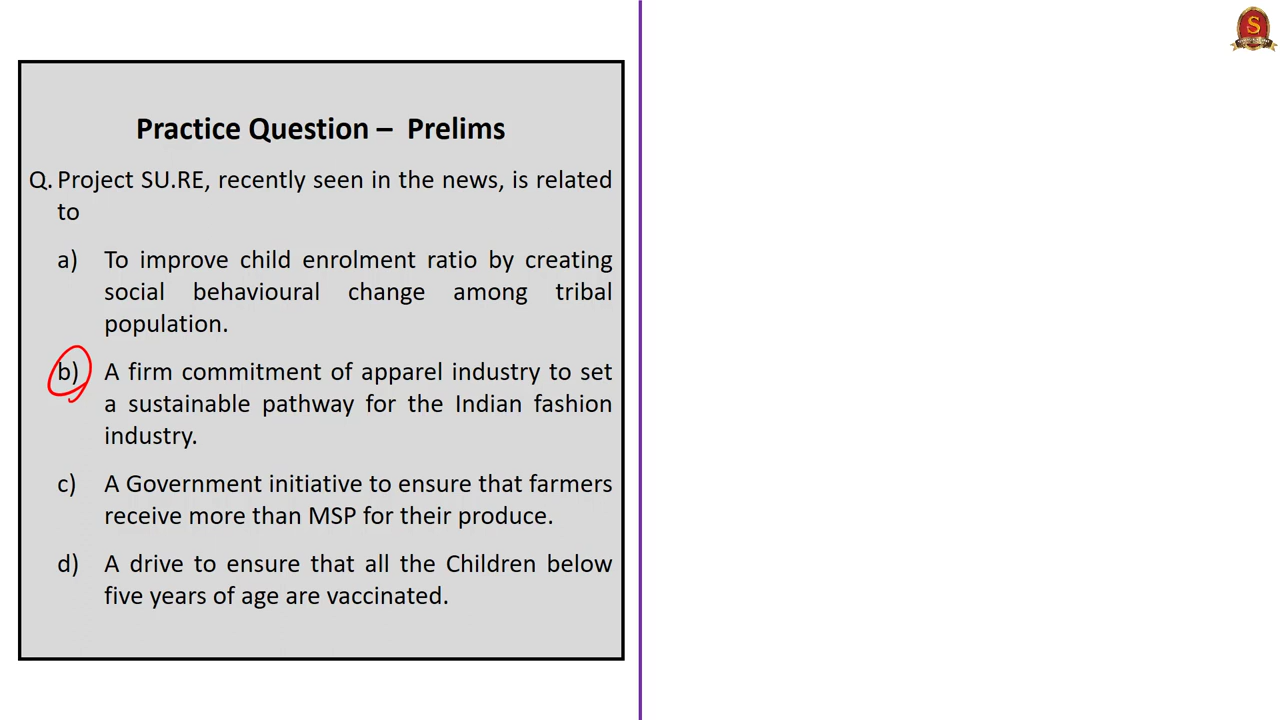 S
Practice Question – Prelims
Q. Project SU.RE, recently seen in the news, is related
to
a) To improve child enrolment ratio by creating
social behavioural change among tribal
population.
b) A firm commitment of apparel industry to set
a sustainable pathway for the Indian fashion
industry.
c) A Government initiative to ensure that farmers
receive more than MSP for their produce.
d) A drive to ensure that all the Children below
five years of age are vaccinated.